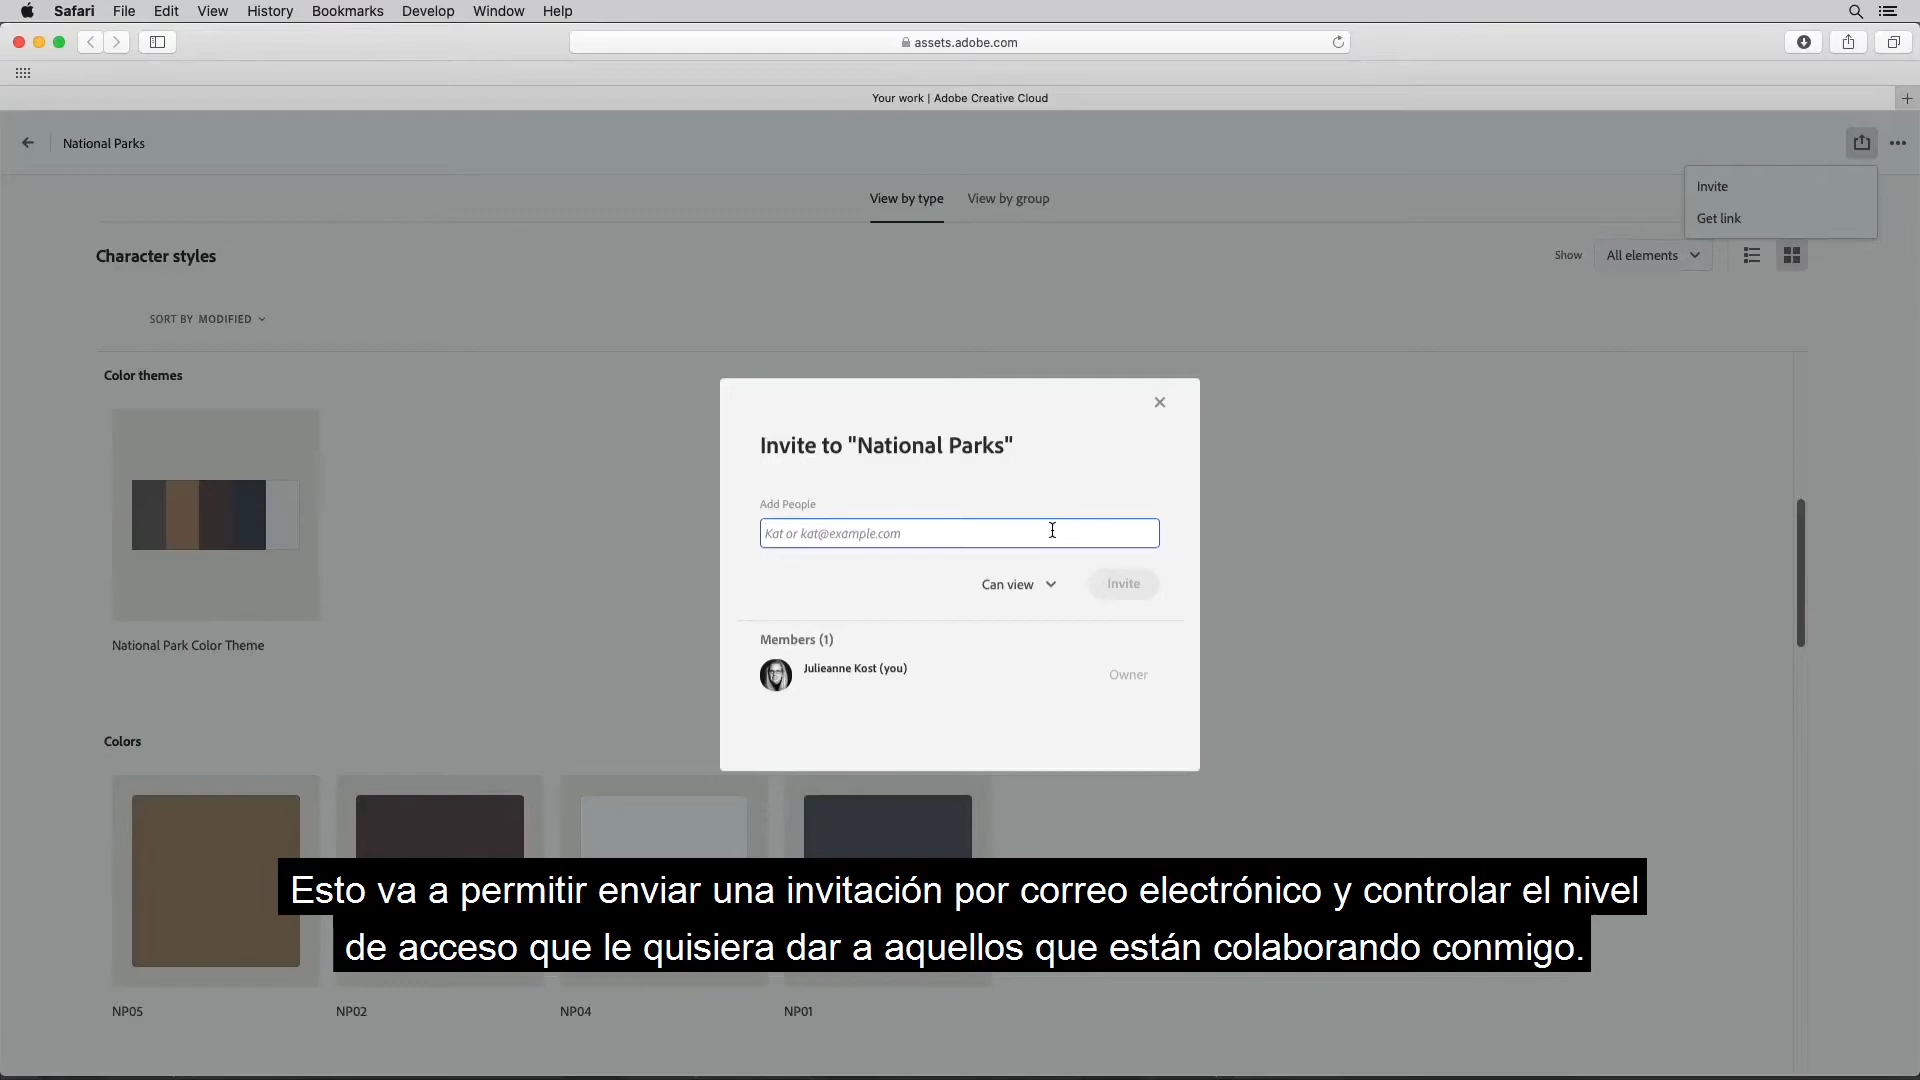 Safari File Edit View History Bookmarks Develop Window Help
assets.adobe.com
Your work | Adobe Creative Cloud
National Parks
Invite
Get link
View by type View by group
Character styles
Show All elements
SORT BY MODIFIED
Color themes
National Park Color Theme
Invite to "National Parks"
Add People
Kat or kat@example.com
Can view
Invite
Members (1)
Julieanne Kost (you)
Owner
Colors
NP05 NP02 NP04 NP01
Esto va a permitir enviar una invitación por correo electrónico y controlar el nivel
de acceso que le quisiera dar a aquellos que están colaborando conmigo.